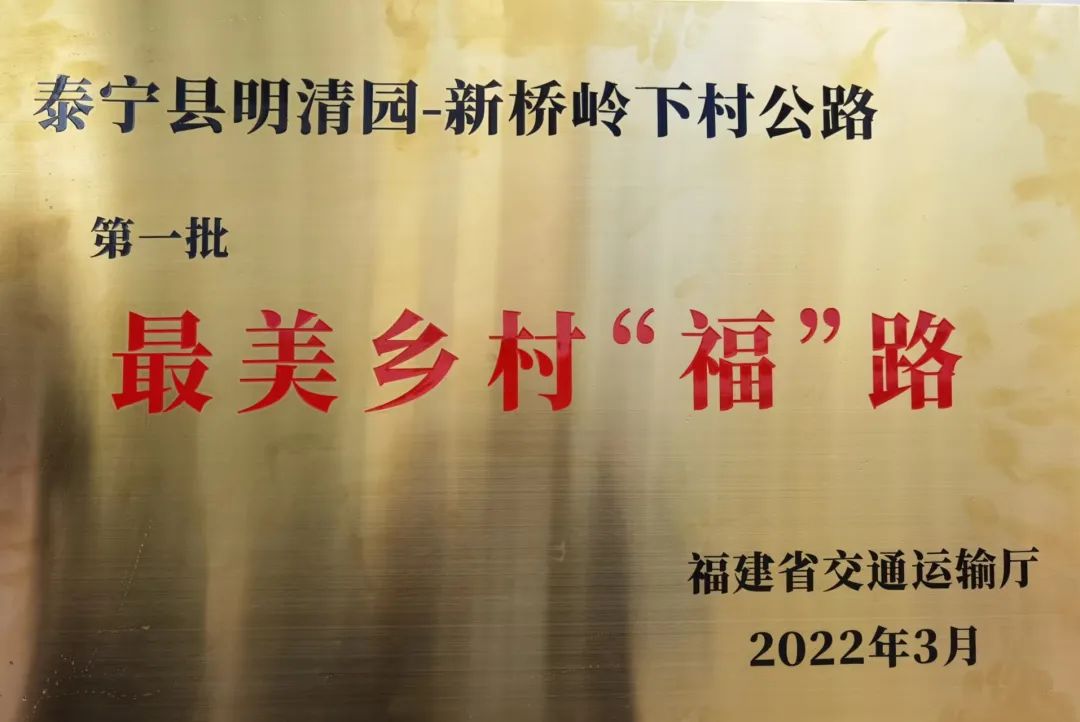 泰宁县明清园-新桥岭下村公路
第一批
最美乡村“福”路
福建省交通运输厅
2022年3月